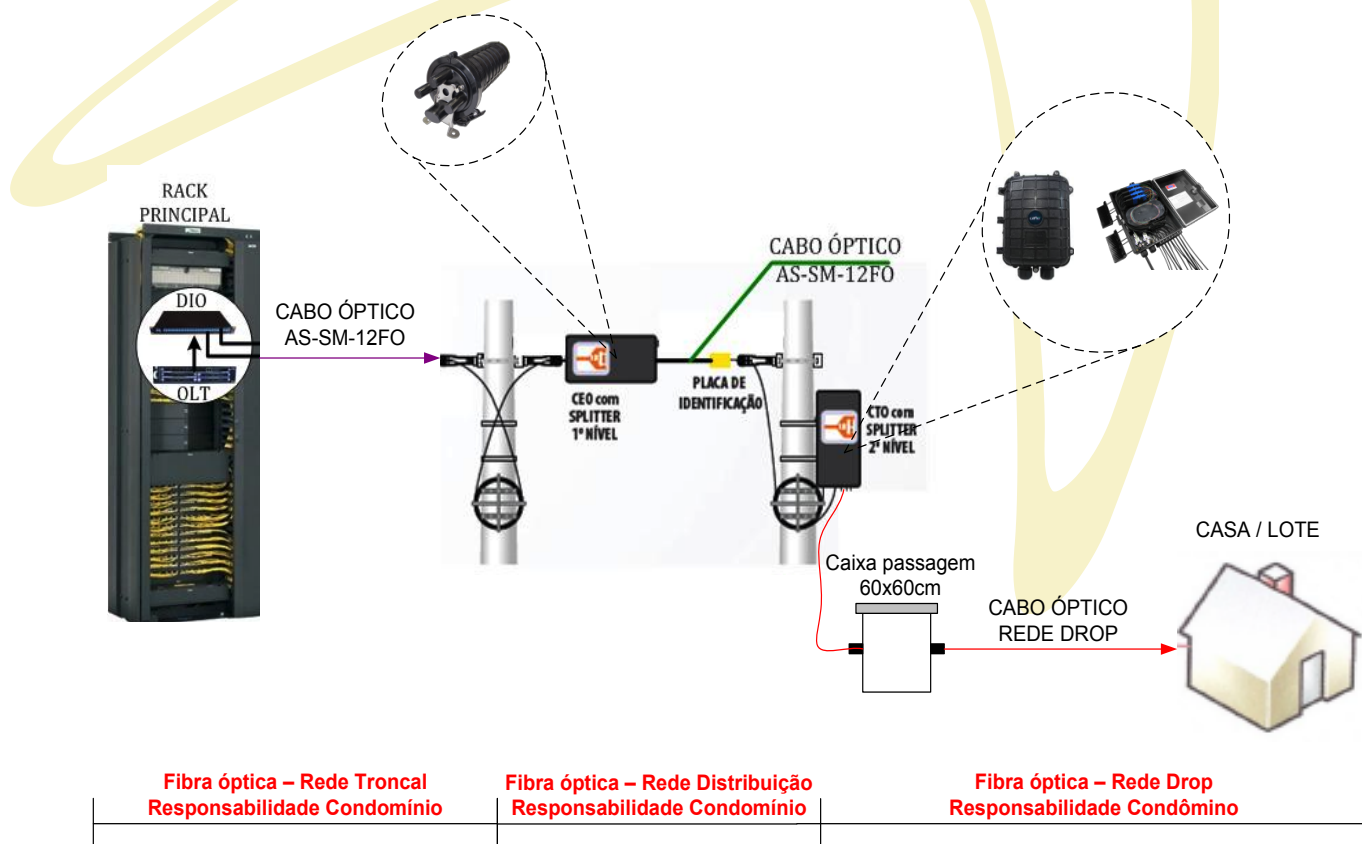 RACK
PRINCIPAL
DIO
OLT
CABO ÓPTICO
AS-SM-12FO
CEO com
SPLITTER
1º NÍVEL
CABO ÓPTICO
AS-SM-12FO
PLACA DE
IDENTIFICAÇÃO
CTO com
SPLITTER
2º NÍVEL
Caixa passagem
60x60cm
CABO ÓPTICO
REDE DROP
CASA / LOTE
Fibra óptica – Rede Troncal
Responsabilidade Condomínio
Fibra óptica – Rede Distribuição
Responsabilidade Condomínio
Fibra óptica – Rede Drop
Responsabilidade Condômino